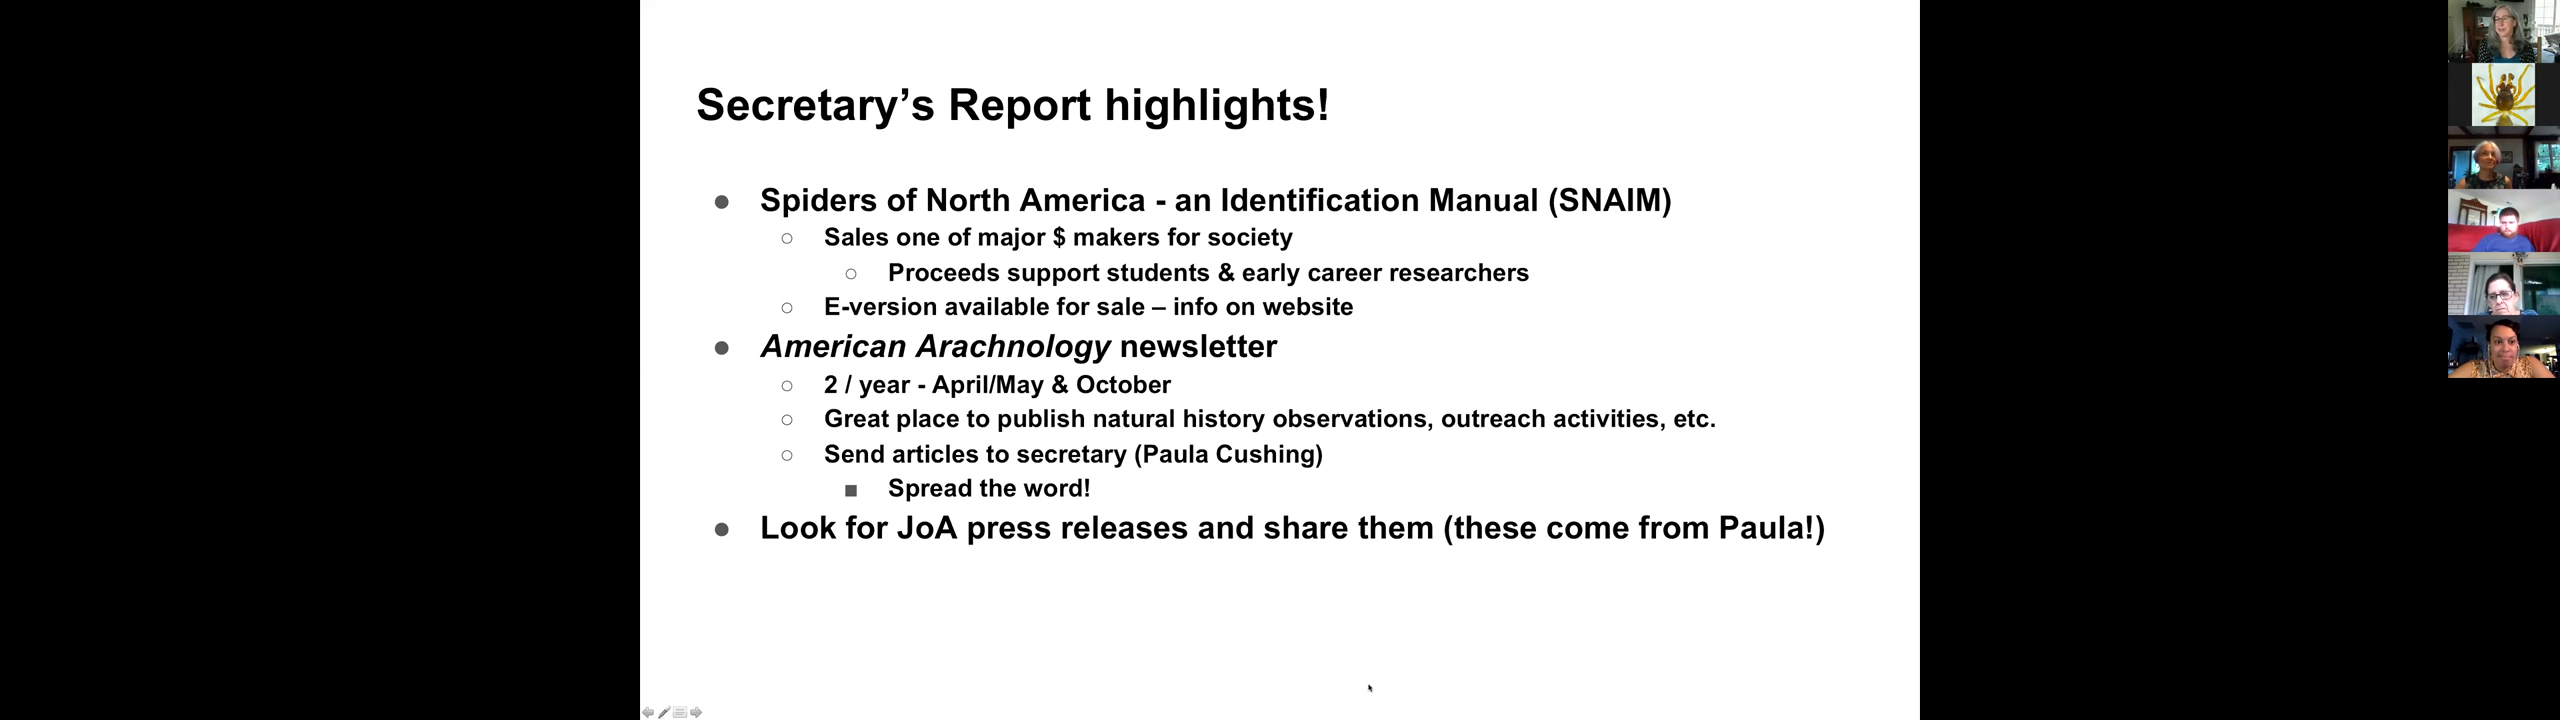 Secretary’s Report highlights!
● Spiders of North America - an Identification Manual (SNAIM)
○ Sales one of major $ makers for society
○ Proceeds support students & early career researchers
○ E-version available for sale – info on website
● American Arachnology newsletter
○ 2 / year - April/May & October
○ Great place to publish natural history observations, outreach activities, etc.
○ Send articles to secretary (Paula Cushing)
■ Spread the word!
● Look for JoA press releases and share them (these come from Paula!)